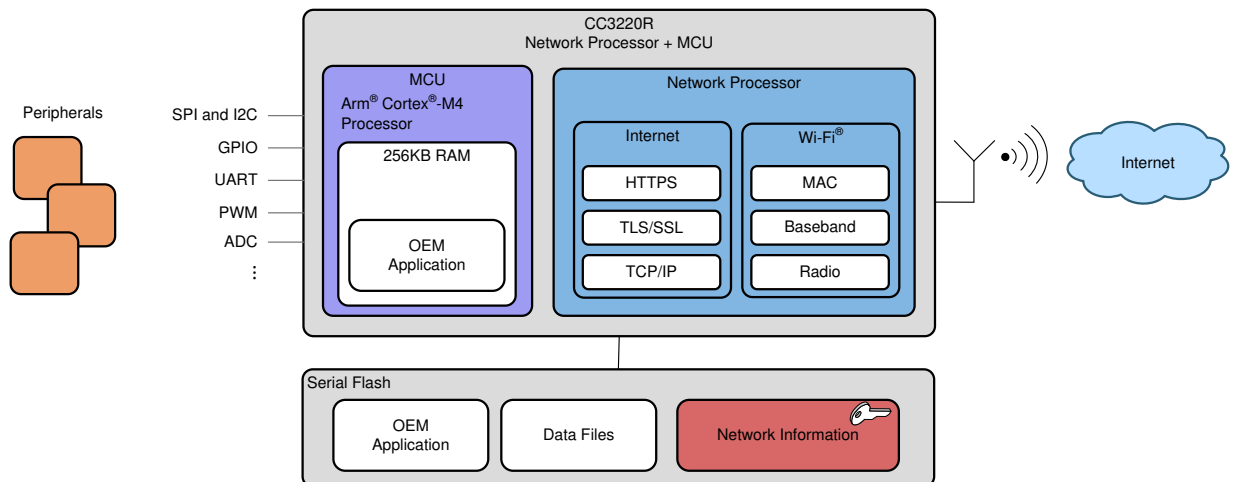 CC3220R
Network Processor + MCU
MCU
Arm® Cortex®-M4
Processor
256KB RAM
OEM
Application
Network Processor
Internet
HTTPS
TLS/SSL
TCP/IP
Wi-Fi®
MAC
Baseband
Radio
Peripherals
SPI and I2C
GPIO
UART
PWM
ADC
Internet
Serial Flash
OEM
Application
Data Files
Network Information